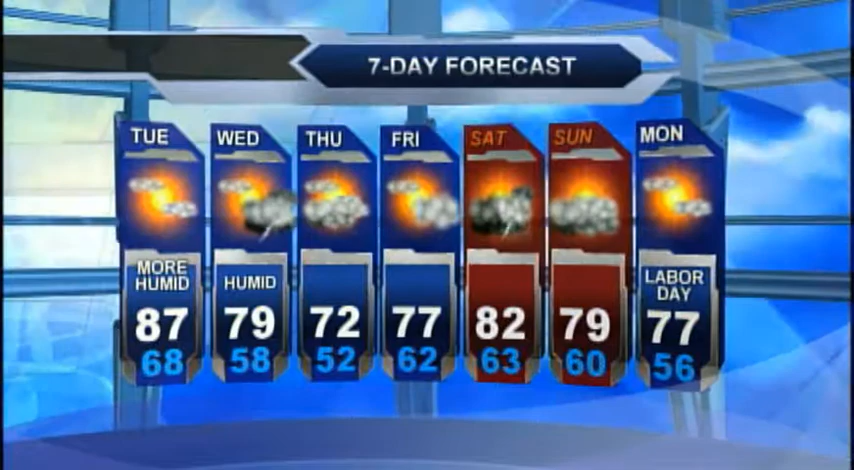 7-DAY FORECAST
TUE WED THU FRI SAT SUN MON
MORE HUMID
HUMID
LABOR DAY
87 79 72 77 82 79 77
68 58 52 62 63 60 56